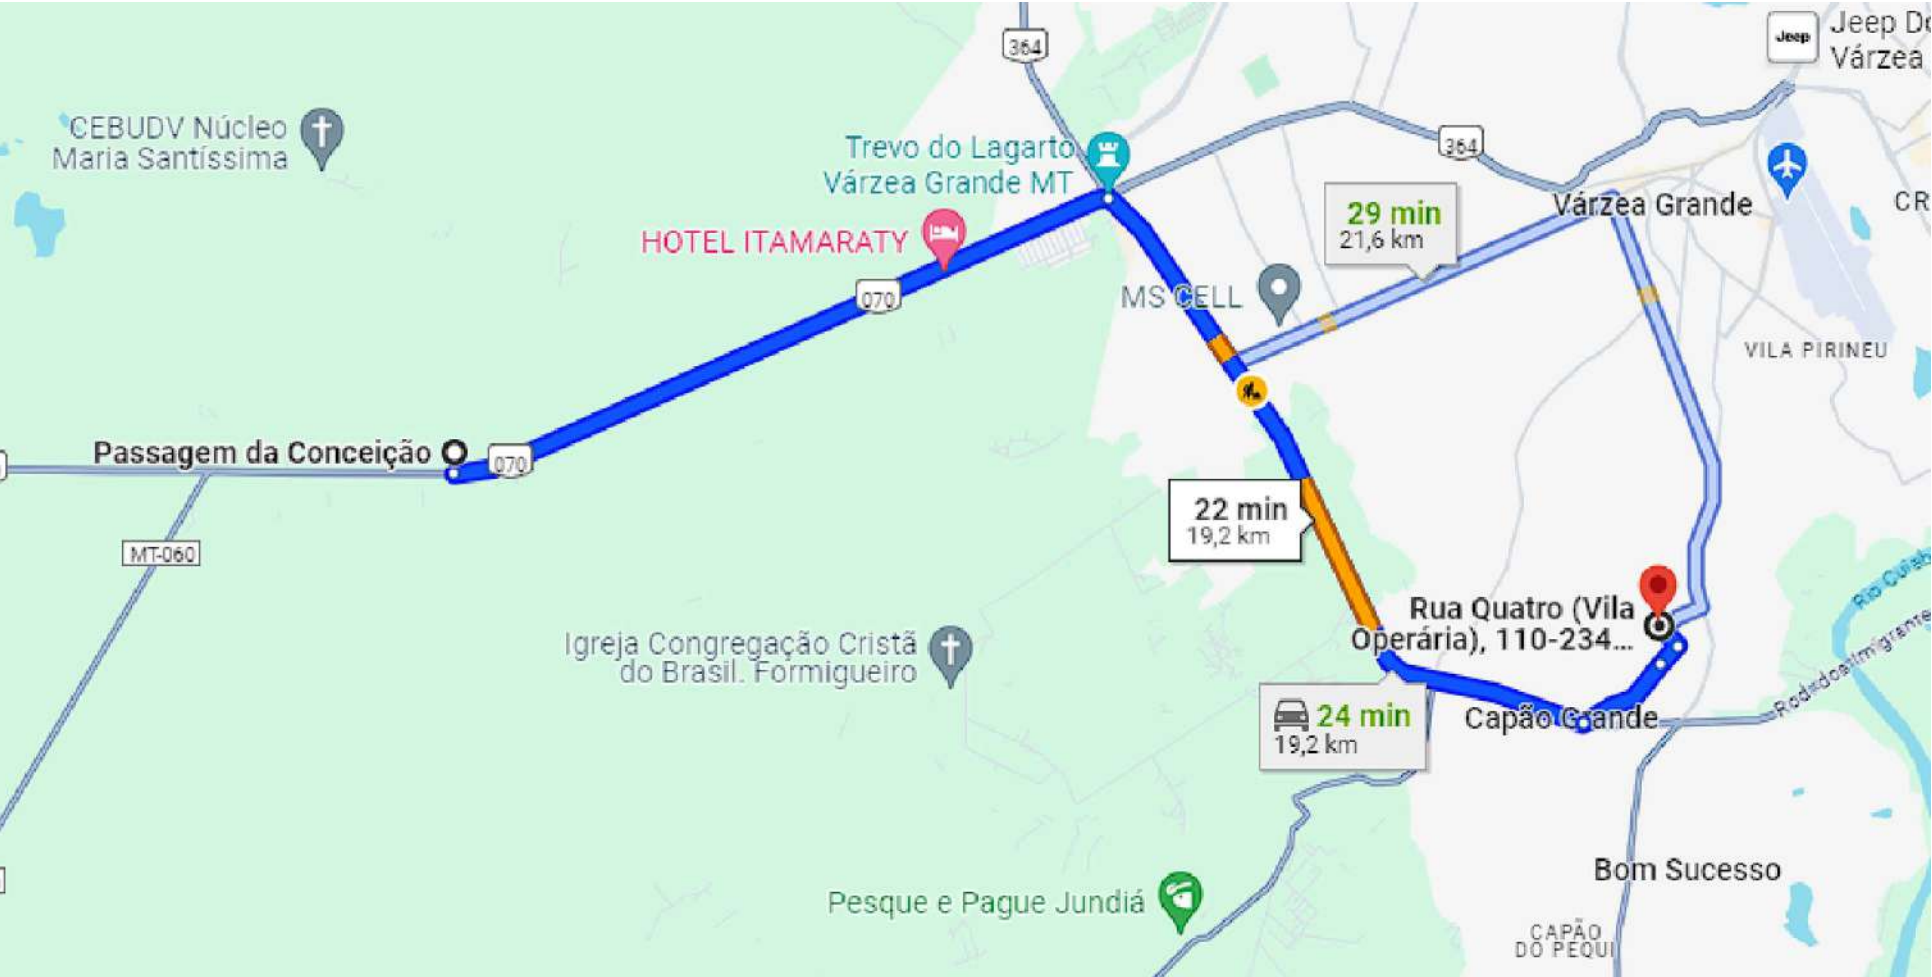 364
Jeep
Várzea
CEBUDV Núcleo
Maria Santíssima
Trevo do Lagarto
Várzea Grande MT
364
29 min
21,6 km
Várzea Grande
HOTEL ITAMARATY
070
MS CELL
VILA PIRINEU
Passagem da Conceição
070
22 min
19,2 km
MT-060
Rua Quatro (Vila
Operária), 110-234...
Igreja Congregação Cristã
do Brasil. Formigueiro
24 min
19,2 km
Capão Grande
Bom Sucesso
Pesque e Pague Jundiá
CAPÃO
DO PEQUI